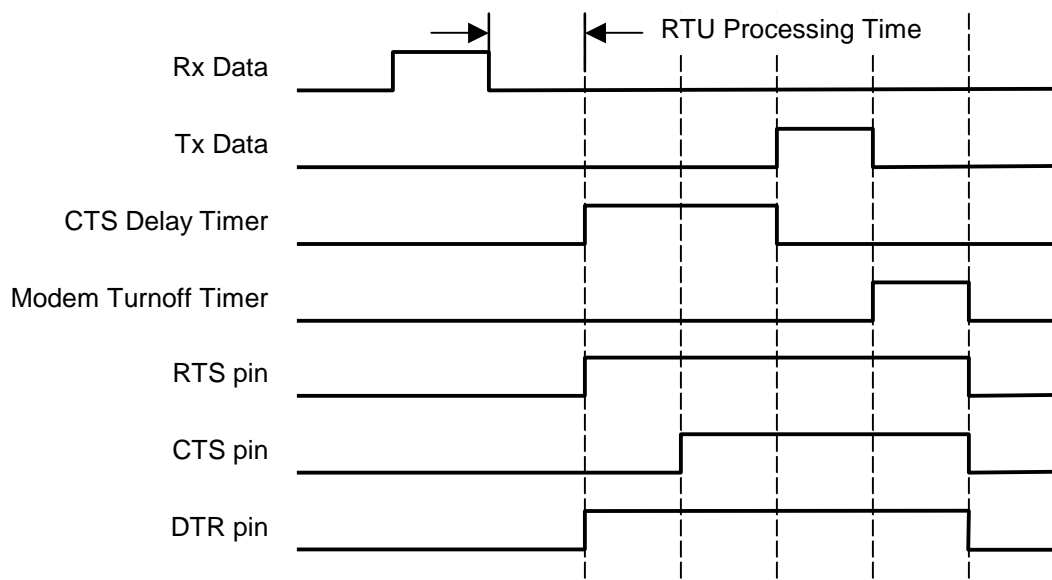 RTU Processing Time
Rx Data
Tx Data
CTS Delay Timer
Modem Turnoff Timer
RTS pin
CTS pin
DTR pin